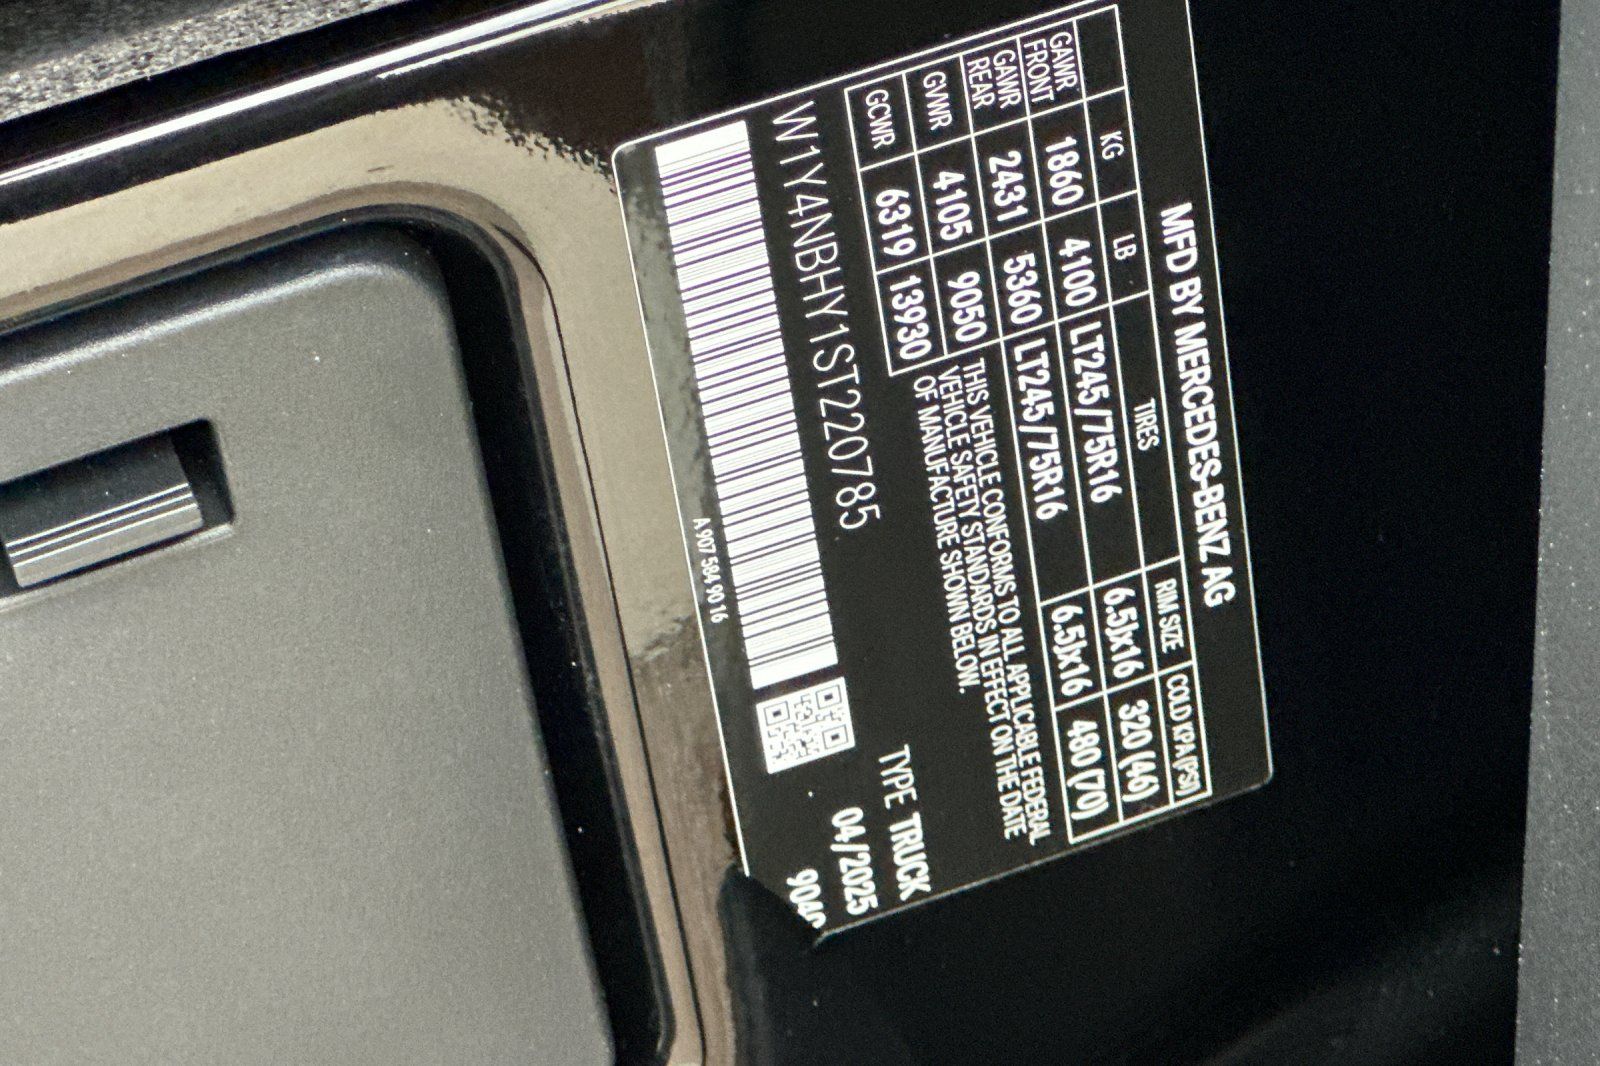 MFD BY MERCEDES-BENZ AG
KG LB TIRES RIM SIZE COLD KPA (PSI)
GAWR FRONT 1860 4100 LT245/75R16 6.5Jx16 320 (46)
GAWR REAR 2431 5360 LT245/75R16 6.5Jx16 480 (70)
GVWR 4105 9050
GCWR 6319 13930
THIS VEHICLE CONFORMS TO ALL APPLICABLE FEDERAL
VEHICLE SAFETY STANDARDS IN EFFECT ON THE DATE
OF MANUFACTURE SHOWN BELOW.
W1Y4NBHY1ST220785
TYPE TRUCK
04/2025
A 907 584 90 16